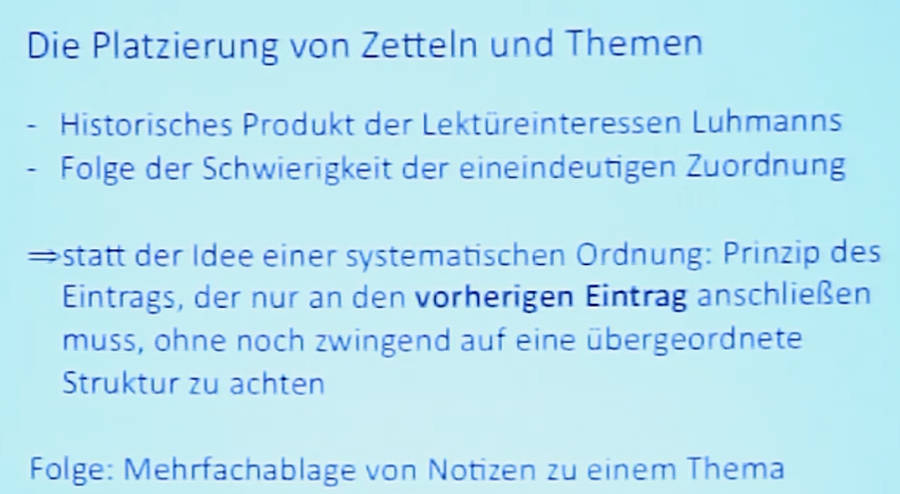 Die Platzierung von Zetteln und Themen
- Historisches Produkt der Lektüreinteressen Luhmanns
- Folge der Schwierigkeit der eineindeutigen Zuordnung
⇒statt der Idee einer systematischen Ordnung: Prinzip des
Eintrags, der nur an den vorherigen Eintrag anschließen
muss, ohne noch zwingend auf eine übergeordnete
Struktur zu achten
Folge: Mehrfachablage von Notizen zu einem Thema